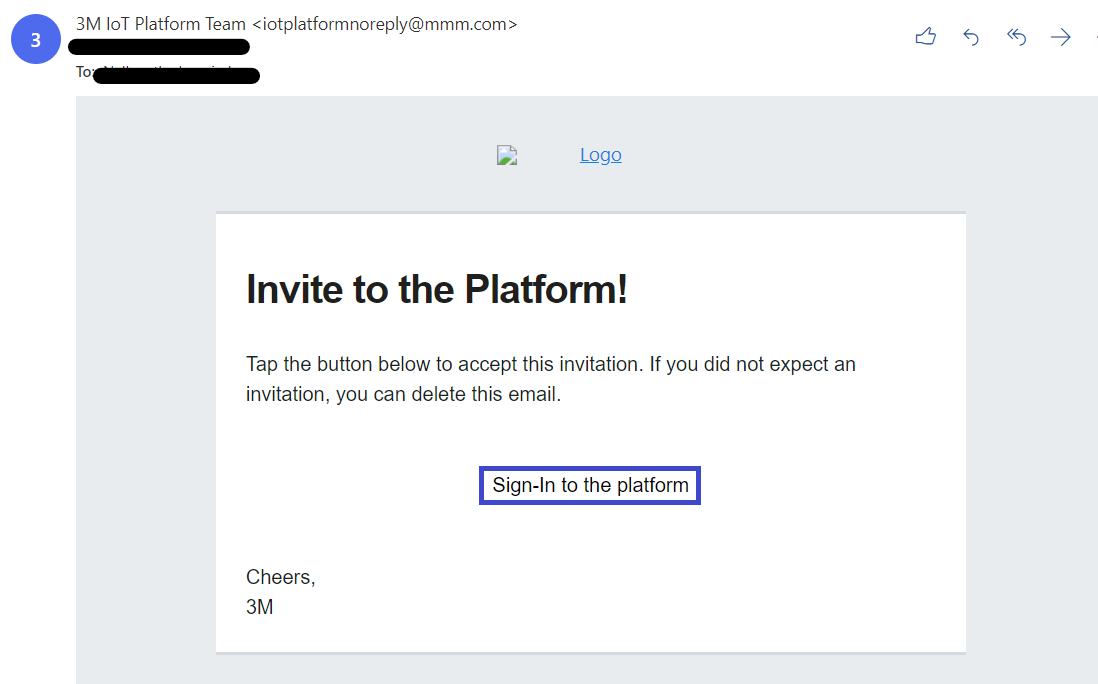 3
3M IoT Platform Team <iotplatformnoreply@mmm.com>
To:
Logo
Invite to the Platform!
Tap the button below to accept this invitation. If you did not expect an
invitation, you can delete this email.
Sign-In to the platform
Cheers,
3M